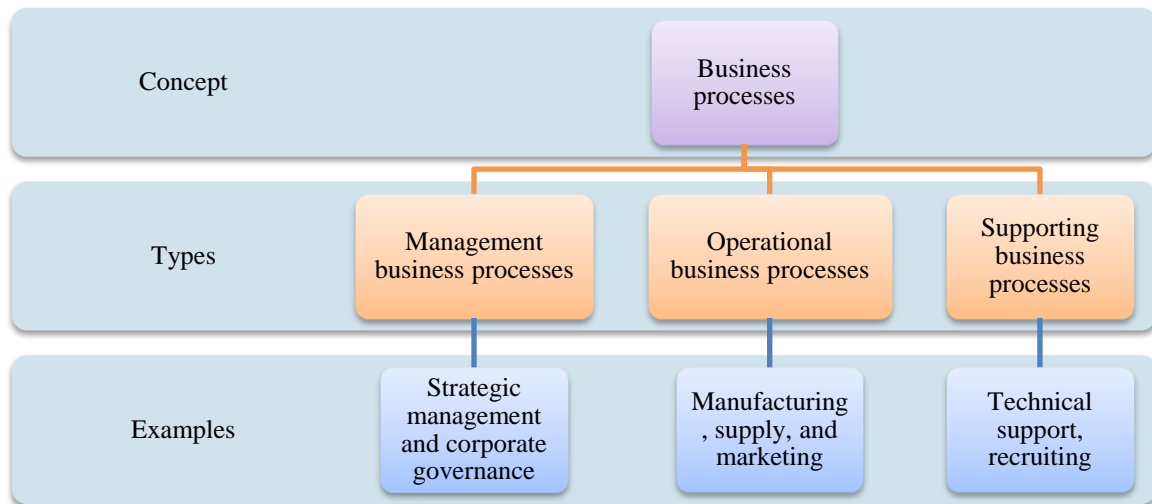 Concept
Business
processes
Types
Management
business processes
Operational
business processes
Supporting
business
processes
Examples
Strategic
management
and corporate
governance
Manufacturing
, supply, and
marketing
Technical
support,
recruiting